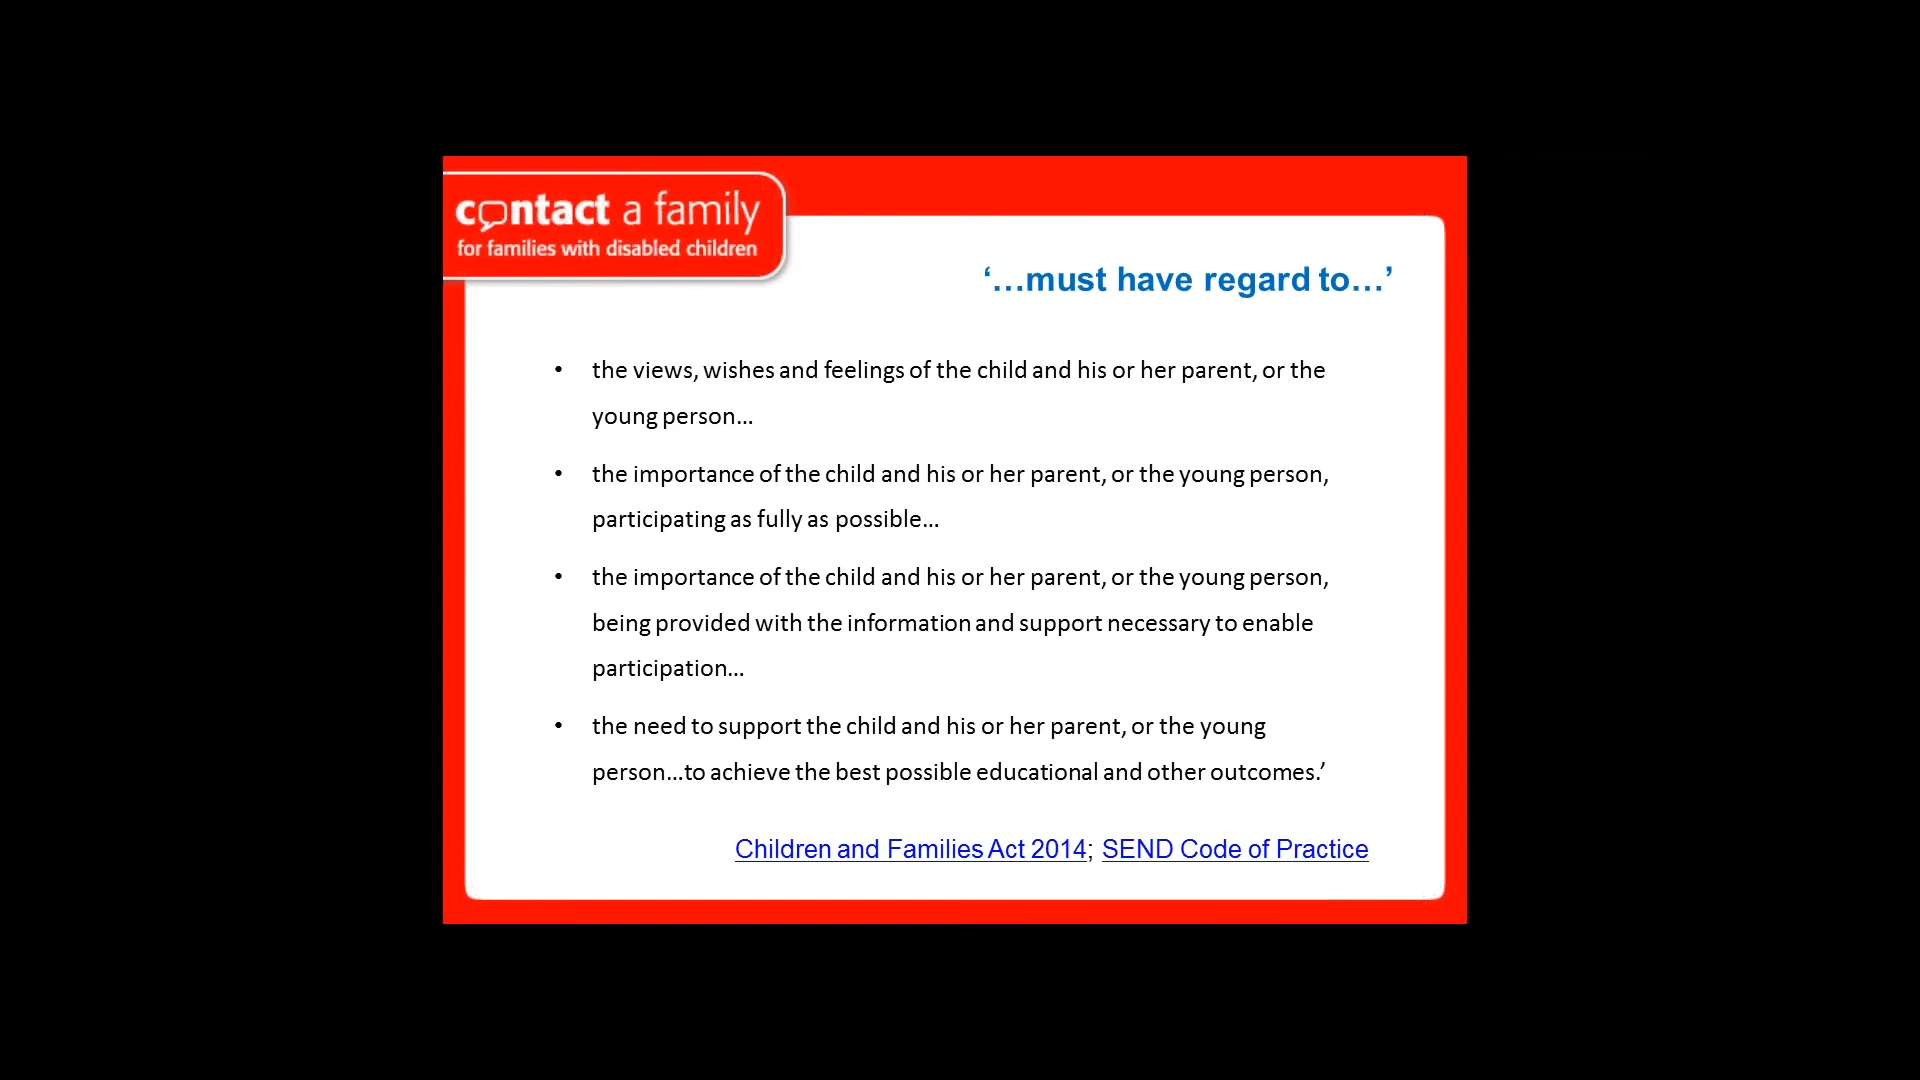 contact a family
for families with disabled children
‘…must have regard to…’
• the views, wishes and feelings of the child and his or her parent, or the
young person…
• the importance of the child and his or her parent, or the young person,
participating as fully as possible…
• the importance of the child and his or her parent, or the young person,
being provided with the information and support necessary to enable
participation…
• the need to support the child and his or her parent, or the young
person…to achieve the best possible educational and other outcomes.’
Children and Families Act 2014; SEND Code of Practice